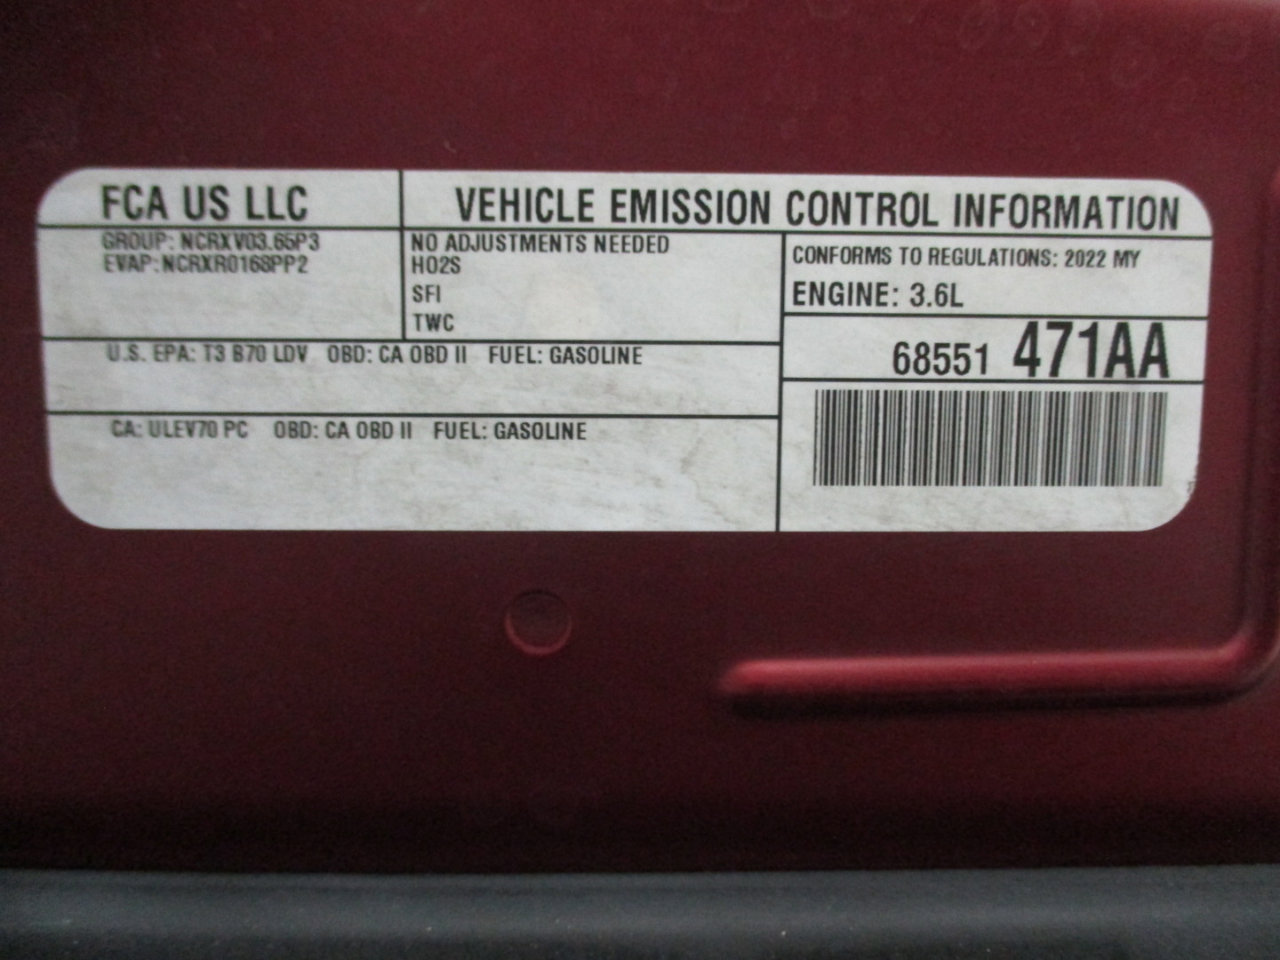 FCA US LLC
VEHICLE EMISSION CONTROL INFORMATION
GROUP: NCRXV03.65P3
EVAP: NCRXR0168PP2
NO ADJUSTMENTS NEEDED
HO2S
SFI
TWC
CONFORMS TO REGULATIONS: 2022 MY
ENGINE: 3.6L
68551 471AA
U.S. EPA: T3 B70 LDV OBD: CA OBD II FUEL: GASOLINE
CA: ULEV70 PC OBD: CA OBD II FUEL: GASOLINE